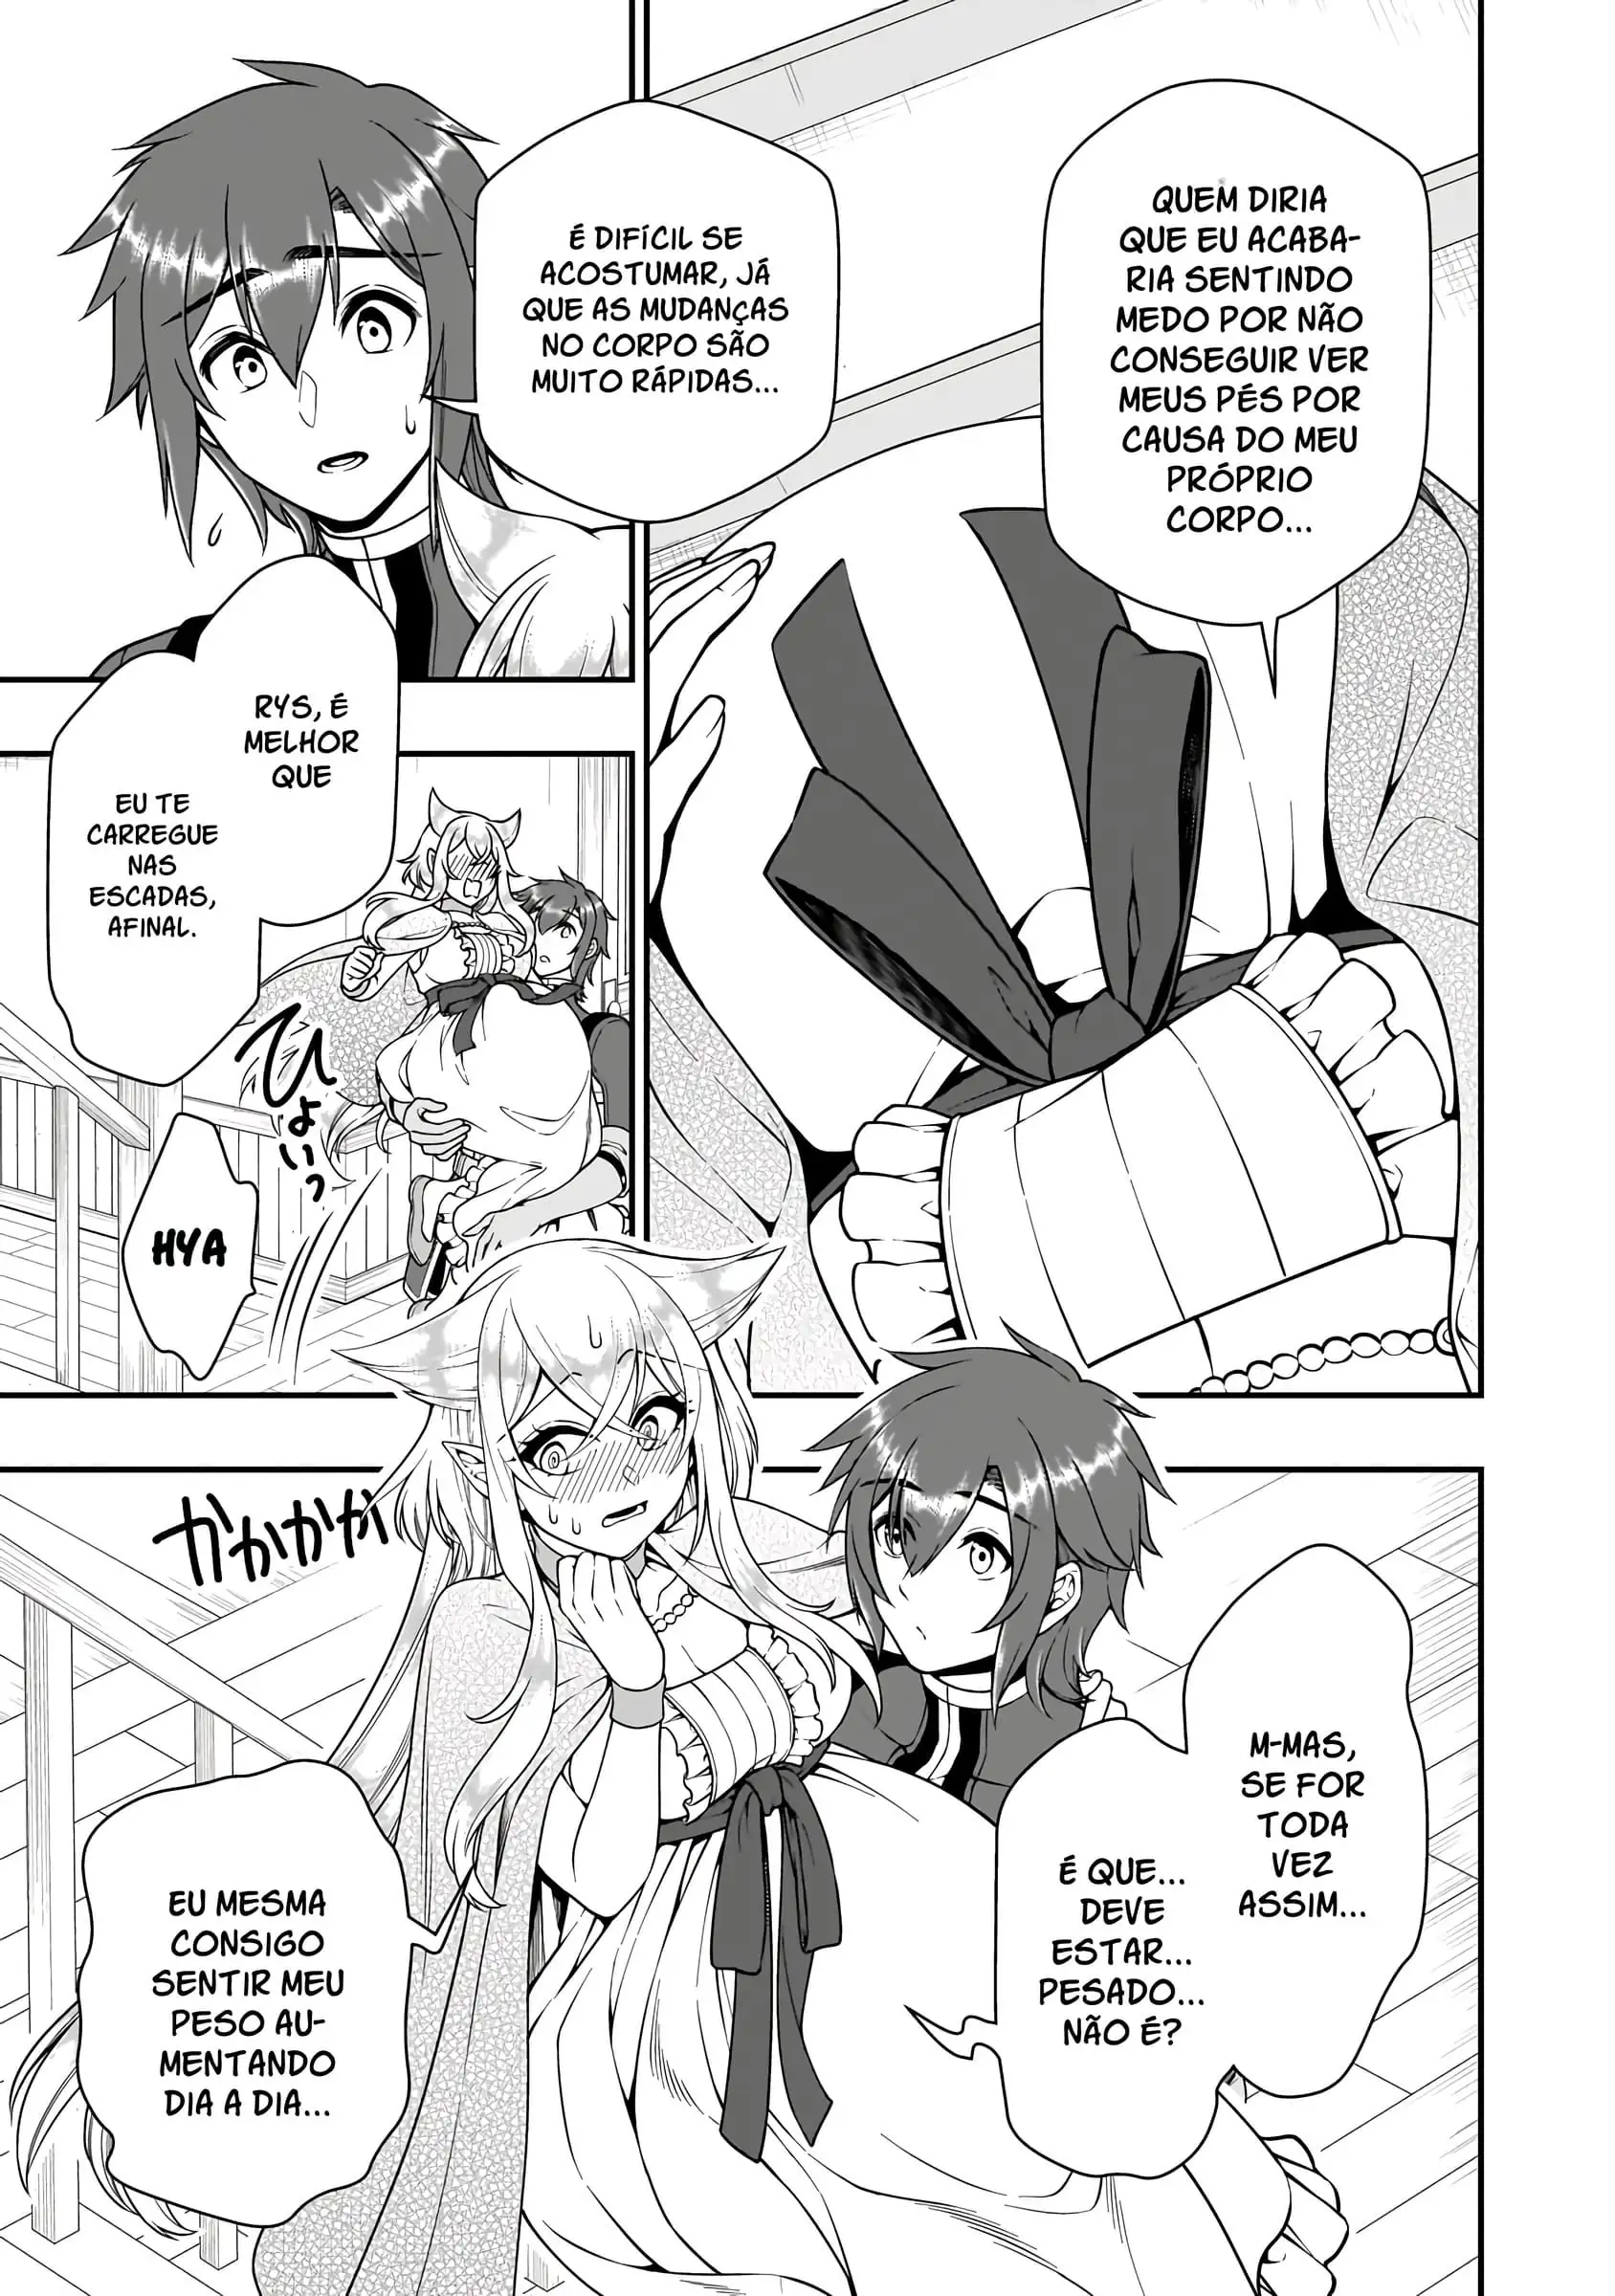 QUEM DIRIA
QUE EU ACABA-
RIA SENTINDO
MEDO POR NÃO
CONSEGUIR VER
MEUS PÉS POR
CAUSA DO MEU
PRÓPRIO
CORPO...
É DIFÍCIL SE
ACOSTUMAR, JÁ
QUE AS MUDANÇAS
NO CORPO SÃO
MUITO RÁPIDAS...
RYS, É
MELHOR
QUE
EU TE
CARREGUE
NAS
ESCADAS,
AFINAL.
ひょいっ
HYA
かかかか
M-MAS,
SE FOR
TODA
VEZ
ASSIM...
É QUE...
DEVE
ESTAR...
PESADO...
NÃO É?
EU MESMA
CONSIGO
SENTIR MEU
PESO AU-
MENTANDO
DIA A DIA...